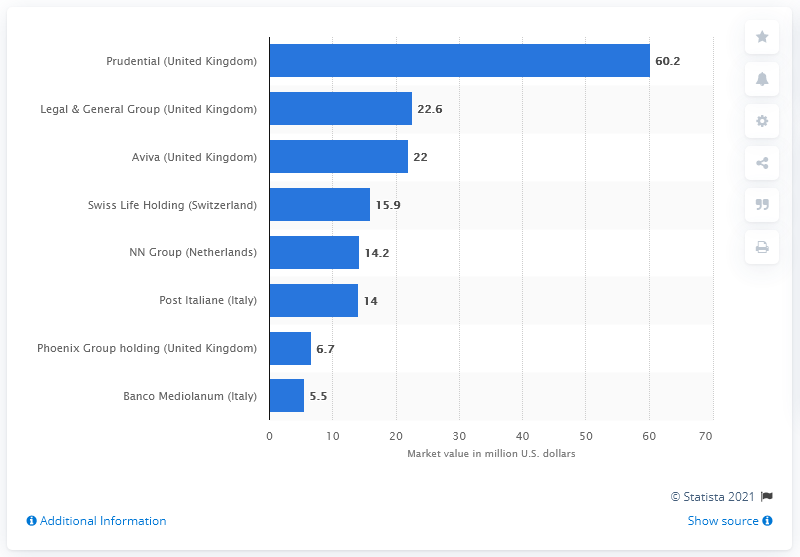 Prudential (United Kingdom) 60.2
Legal & General Group (United Kingdom) 22.6
Aviva (United Kingdom) 22
Swiss Life Holding (Switzerland) 15.9
NN Group (Netherlands) 14.2
Post Italiane (Italy) 14
Phoenix Group holding (United Kingdom) 6.7
Banco Mediolanum (Italy) 5.5
0 10 20 30 40 50 60 70
Market value in million U.S. dollars
© Statista 2021
Additional Information Show source